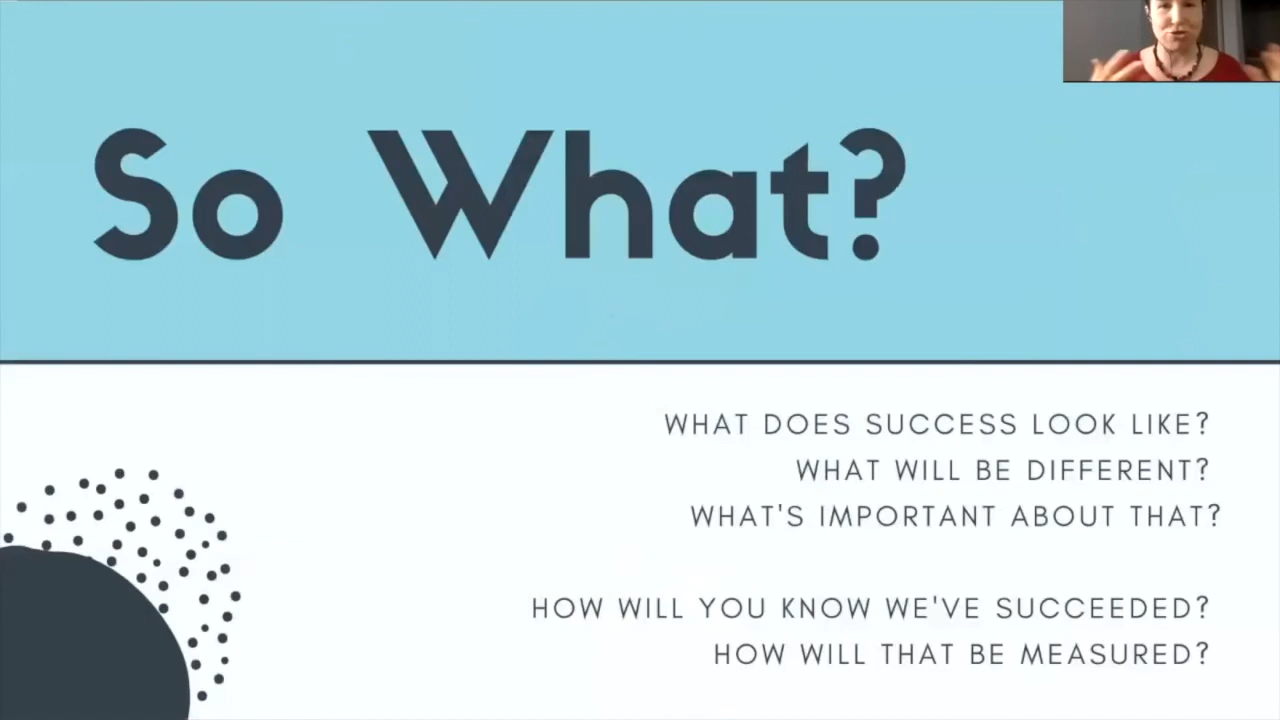 So What?
WHAT DOES SUCCESS LOOK LIKE?
WHAT WILL BE DIFFERENT?
WHAT'S IMPORTANT ABOUT THAT?
HOW WILL YOU KNOW WE'VE SUCCEEDED?
HOW WILL THAT BE MEASURED?